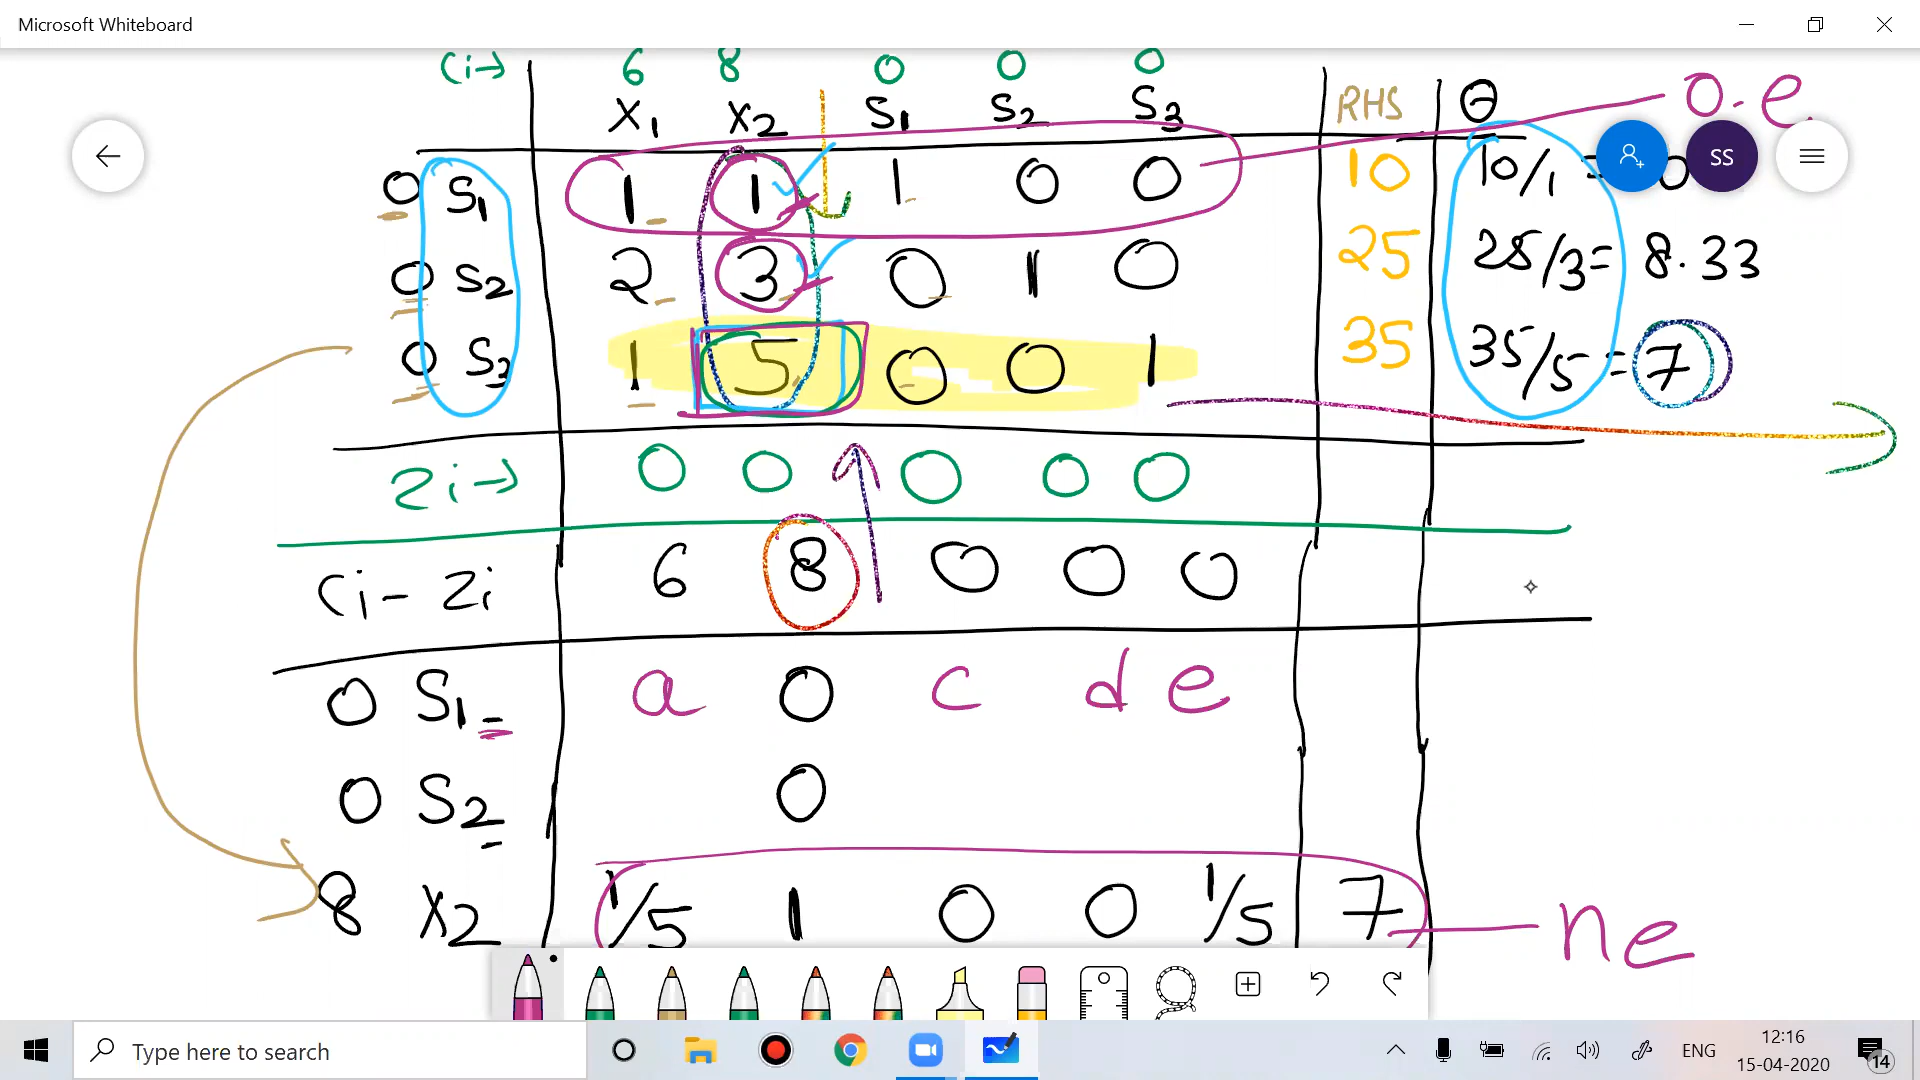 Microsoft Whiteboard
Ci→ 6 8 0 0 0
X1 X2 S1 S2 S3 RHS θ o.e
0 S1 1 1 1 0 0 10 10/1 = 0
SS
0 S2 2 3 0 1 0 25 25/3= 8.33
0 S3 1 5 0 0 1 35 35/5 = 7
Zi→ 0 0 0 0 0
Ci - Zi 6 8 0 0 0
0 S1 a 0 c d e
0 S2 0
8 X2 1/5 1 0 0 1/5 7 ne
Type here to search
ENG
12:16
15-04-2020
14